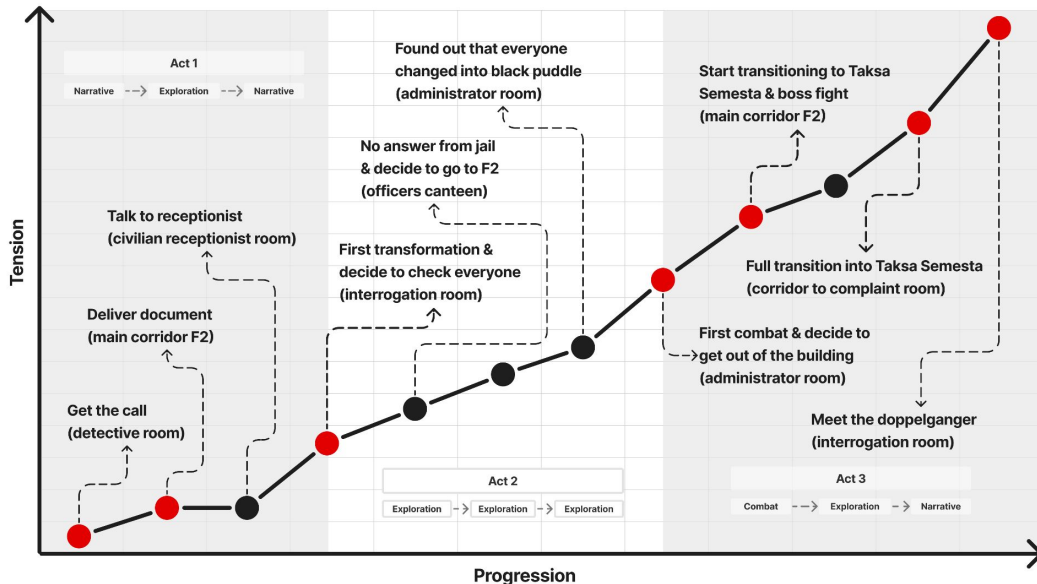 Act 1
Narrative
Exploration
Narrative
Found out that everyone
changed into black puddle
(administrator room)
Start transitioning to Taksa
Semesta & boss fight
(main corridor F2)
No answer from jail
& decide to go to F2
(officers canteen)
Talk to receptionist
(civilian receptionist room)
First transformation &
decide to check everyone
(interrogation room)
Full transition into Taksa Semesta
(corridor to complaint room)
Deliver document
(main corridor F2)
First combat & decide to
get out of the building
(administrator room)
Get the call
(detective room)
Meet the doppelganger
(interrogation room)
Act 2
Exploration
Exploration
Exploration
Act 3
Combat
Exploration
Narrative
Tension
Progression